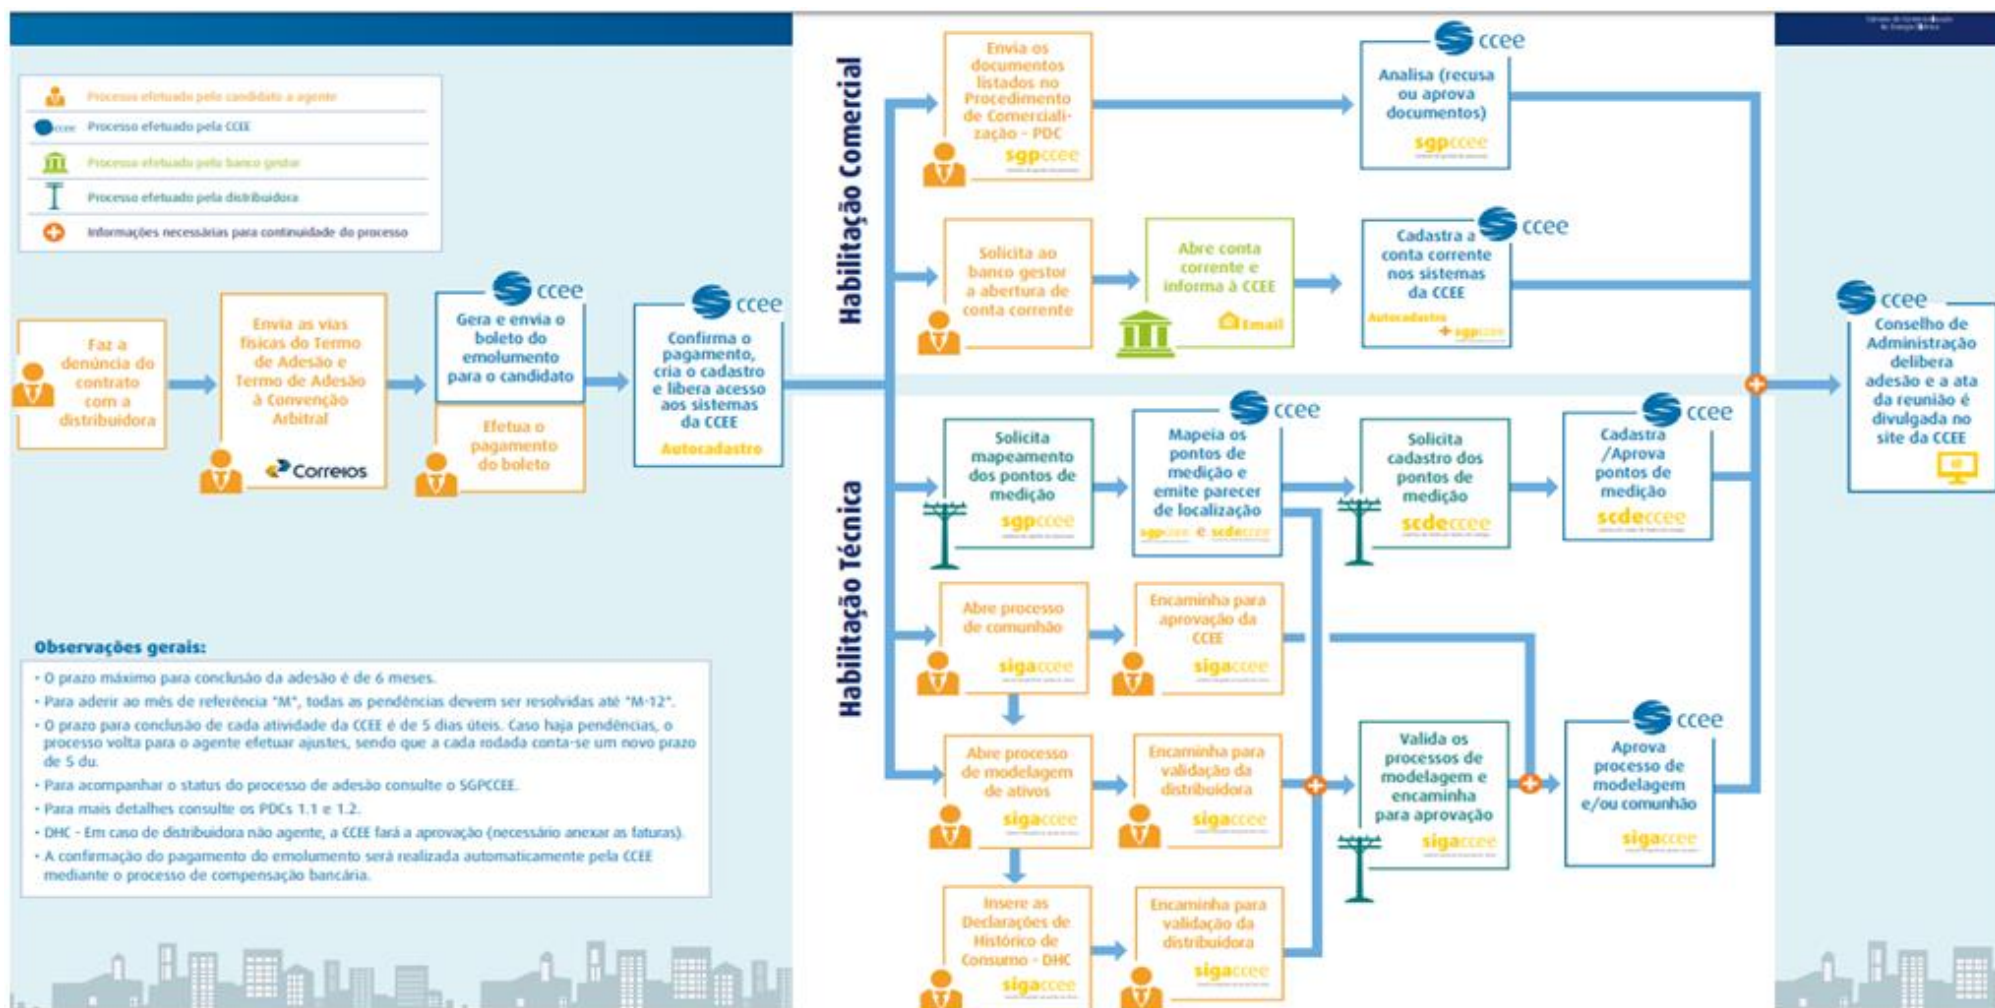 Câmara de Comercialização
de Energia Elétrica
Processo efetuado pelo candidato a agente
ccee Processo efetuado pela CCEE
Processo efetuado pelo banco gestor
Processo efetuado pela distribuidora
Informações necessárias para continuidade do processo
Faz a
denúncia do
contrato
com a
distribuidora
Envia as vias
físicas do Termo
de Adesão e
Termo de Adesão
à Convenção
Arbitral
Correios
ccee
Gera e envia o
boleto do
emolumento
para o candidato
Efetua o
pagamento
do boleto
ccee
Confirma o
pagamento,
cria o cadastro
e libera acesso
aos sistemas
da CCEE
Autocadastro
Habilitação Comercial
Envia os
documentos
listados no
Procedimento
de Comerciali-
zação - PDC
sgpccee
ccee
Analisa (recusa
ou aprova
documentos)
sgpccee
Solicita ao
banco gestor
a abertura de
conta corrente
Abre conta
corrente e
informa à CCEE
Email
ccee
Cadastra a
conta corrente
nos sistemas
da CCEE
Autocadastro
+ sgpccee
Habilitação Técnica
Solicita
mapeamento
dos pontos de
medição
sgpccee
ccee
Mapeia os
pontos de
medição e
emite parecer
de localização
sgpccee e scdeccee
Solicita
cadastro dos
pontos de
medição
scdeccee
ccee
Cadastra
/Aprova
pontos de
medição
scdeccee
Abre processo
de comunhão
sigaccee
Encaminha para
aprovação da
CCEE
sigaccee
Abre processo
de modelagem
de ativos
sigaccee
Encaminha para
validação da
distribuidora
sigaccee
Valida os
processos de
modelagem e
encaminha
para aprovação
sigaccee
ccee
Aprova
processo de
modelagem
e/ou comunhão
sigaccee
Insere as
Declarações de
Histórico de
Consumo - DHC
sigaccee
Encaminha para
validação da
distribuidora
sigaccee
ccee
Conselho de
Administração
delibera
adesão e a ata
da reunião é
divulgada no
site da CCEE
Observações gerais:
• O prazo máximo para conclusão da adesão é de 6 meses.
• Para aderir ao mês de referência "M", todas as pendências devem ser resolvidas até "M-12".
• O prazo para conclusão de cada atividade da CCEE é de 5 dias úteis. Caso haja pendências, o
processo volta para o agente efetuar ajustes, sendo que a cada rodada conta-se um novo prazo
de 5 du.
• Para acompanhar o status do processo de adesão consulte o SGPCCEE.
• Para mais detalhes consulte os PDCs 1.1 e 1.2.
• DHC - Em caso de distribuidora não agente, a CCEE fará a aprovação (necessário anexar as faturas).
• A confirmação do pagamento do emolumento será realizada automaticamente pela CCEE
mediante o processo de compensação bancária.